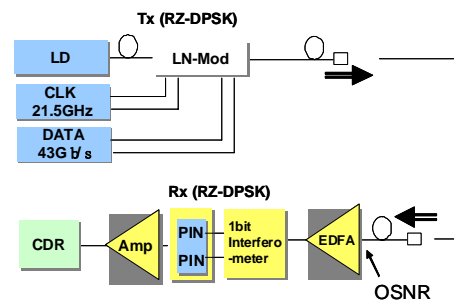 Tx (RZ-DPSK)
LD
LN-Mod
CLK
21.5GHz
DATA
43G b/s
Rx (RZ-DPSK)
CDR
Amp
PIN
PIN
1bit
Interfero
-meter
EDFA
OSNR